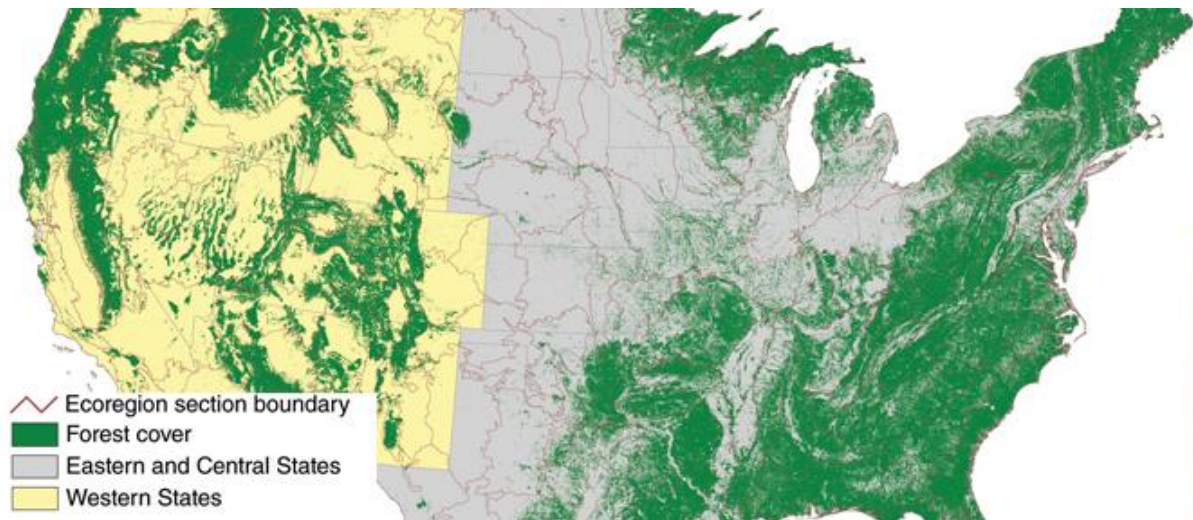 Ecoregion section boundary
Forest cover
Eastern and Central States
Western States